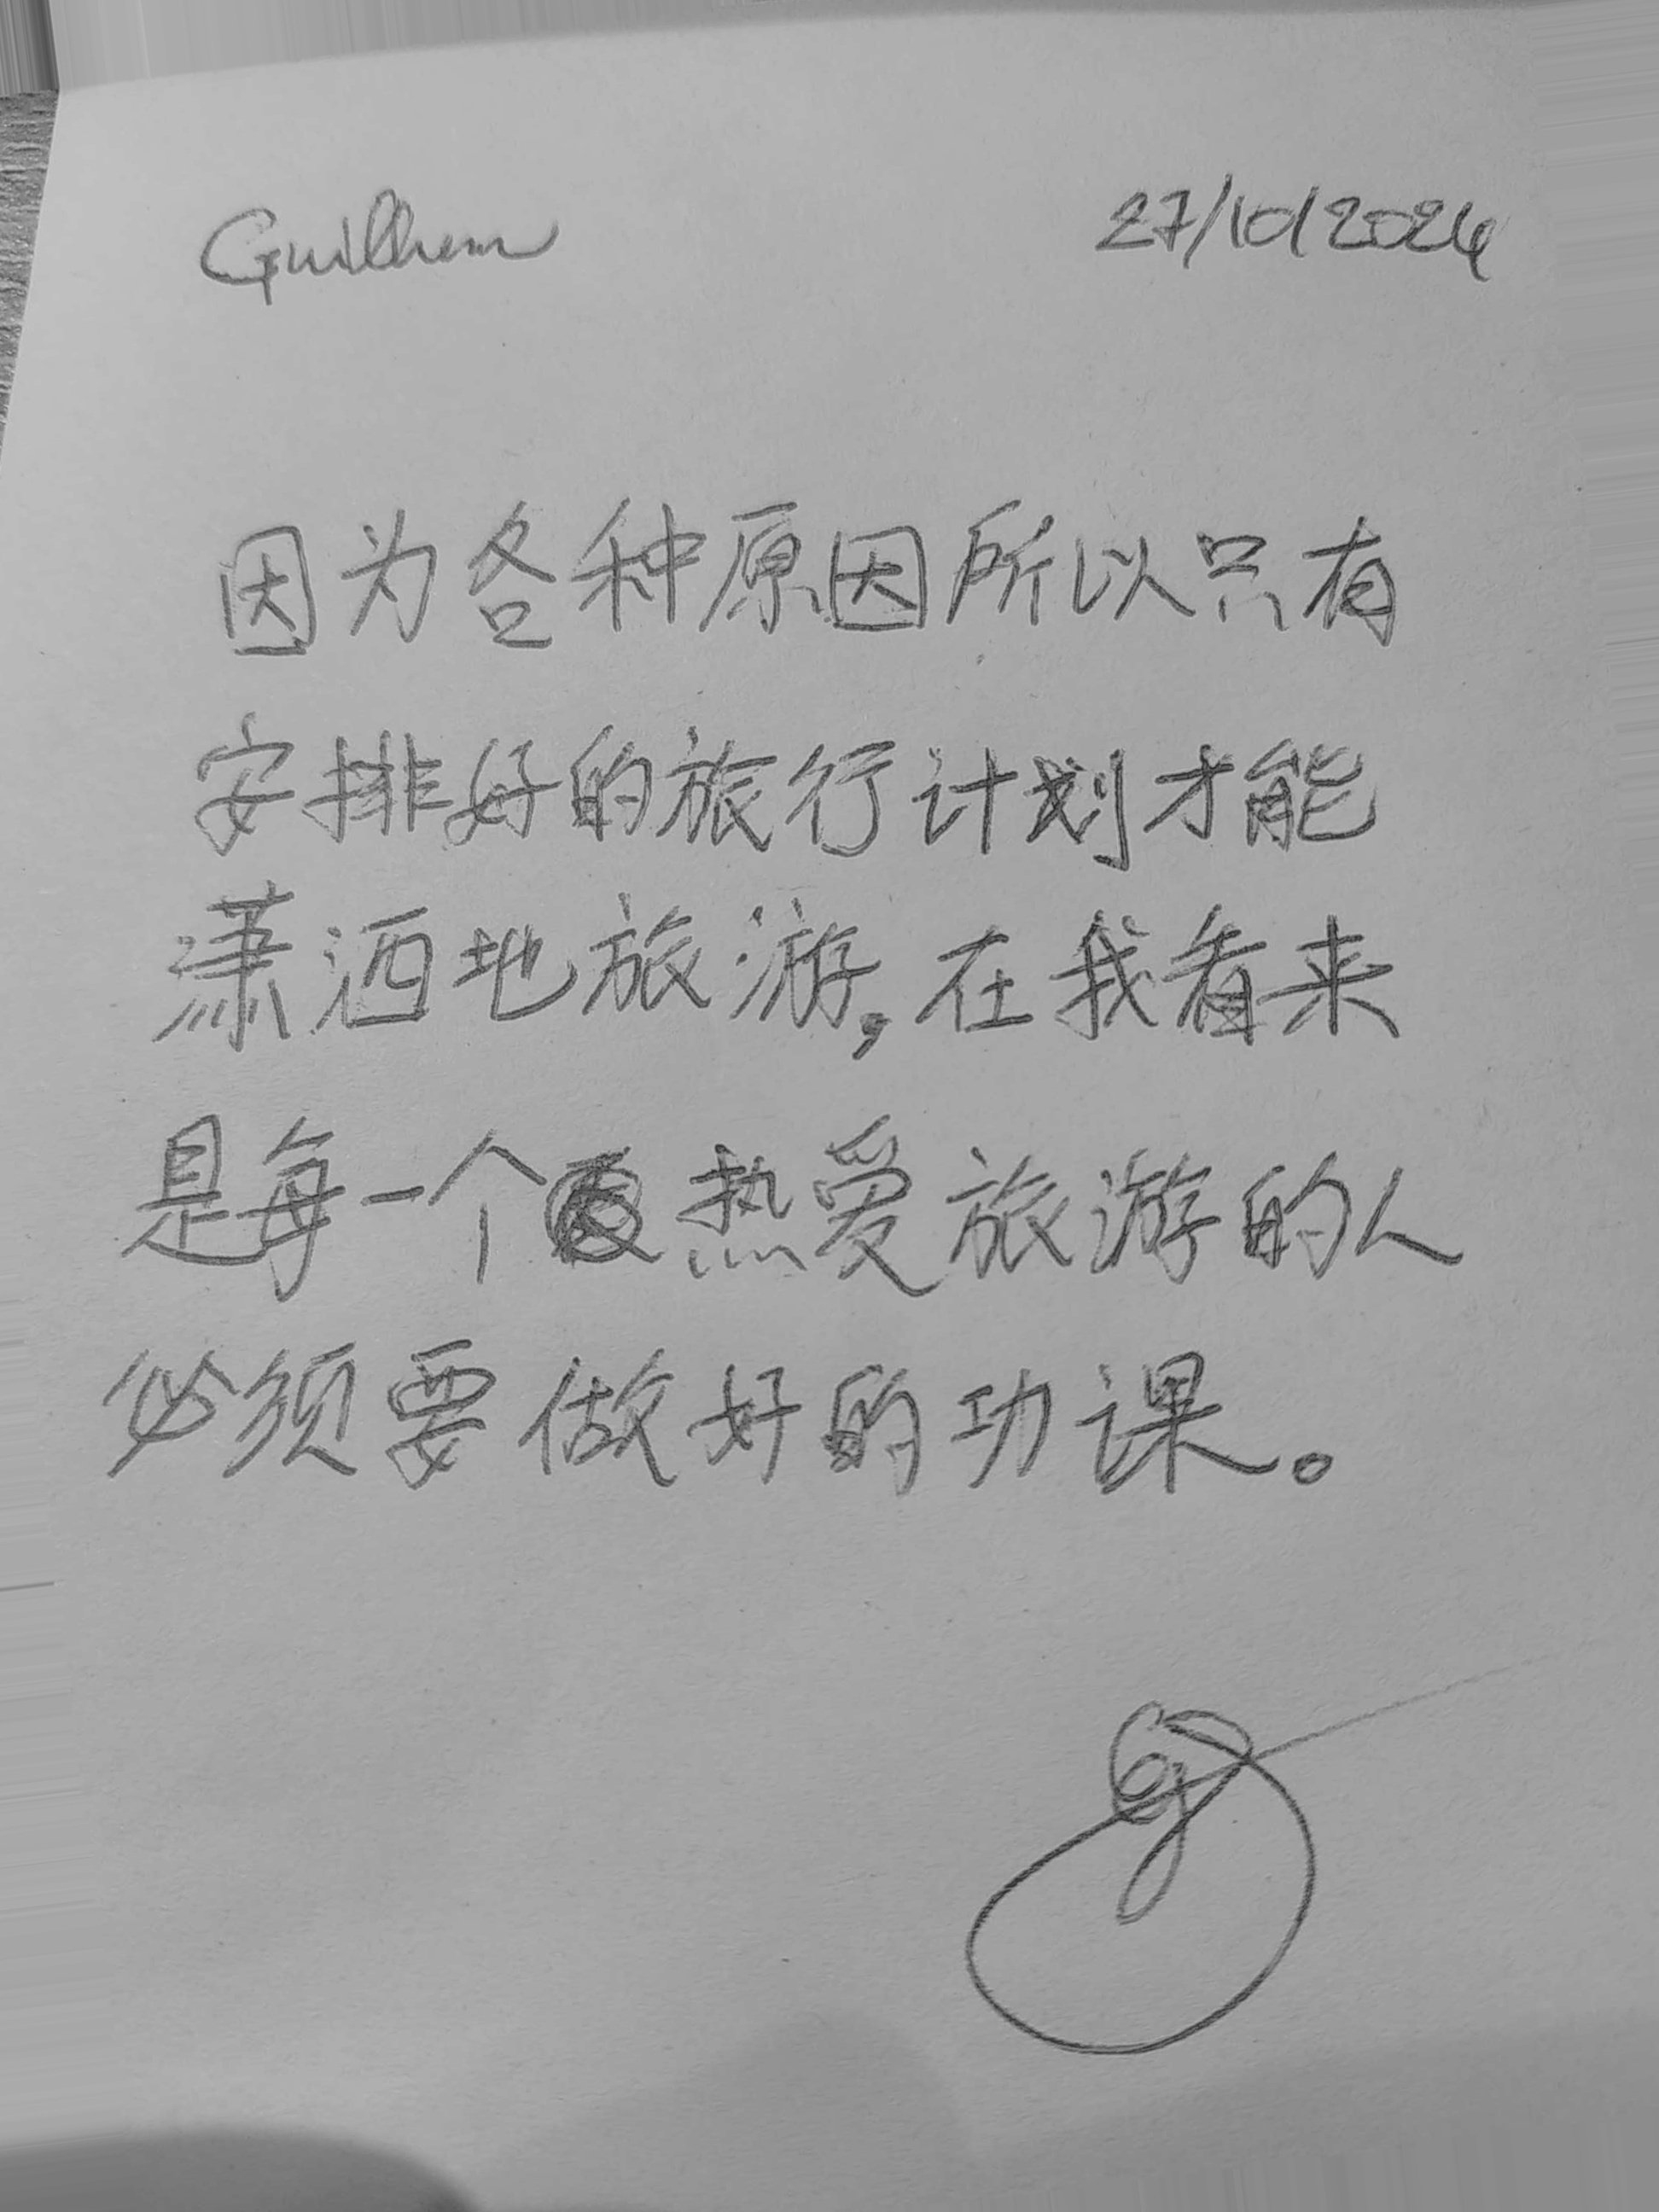 Guilhem 27/10/2024
因为各种原因所以只有
安排好的旅行计划才能
潇洒地旅游，在我看来
是每一个热爱旅游的人
必须要做好的功课。